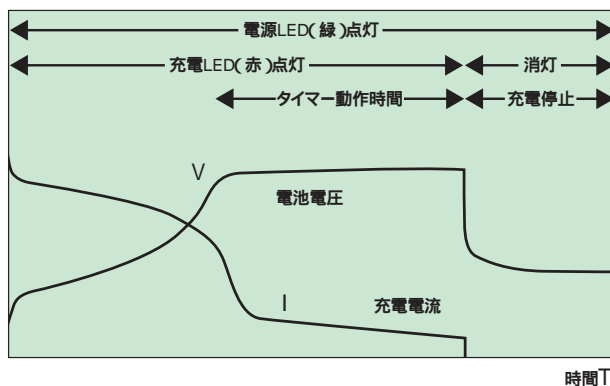 電源LED(緑)点灯
充電LED(赤)点灯
消灯
タイマー動作時間
充電停止
V
電池電圧
I
充電電流
時間T